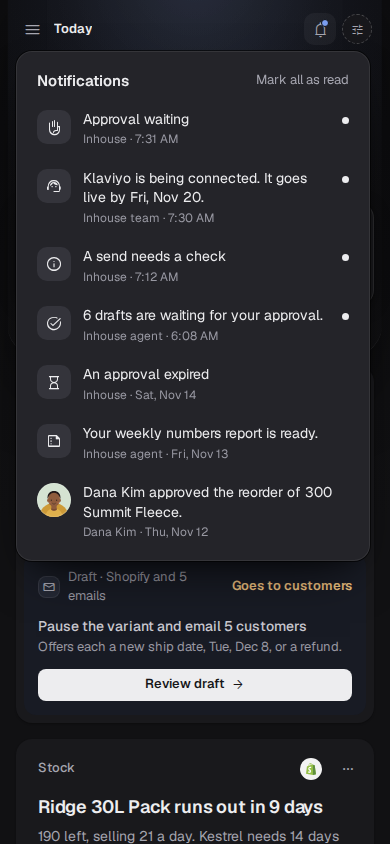 Today
Notifications
Mark all as read
Approval waiting
Inhouse · 7:31 AM
Klaviyo is being connected. It goes
live by Fri, Nov 20.
Inhouse team · 7:30 AM
A send needs a check
Inhouse · 7:12 AM
6 drafts are waiting for your approval.
Inhouse agent · 6:08 AM
An approval expired
Inhouse · Sat, Nov 14
Your weekly numbers report is ready.
Inhouse agent · Fri, Nov 13
Dana Kim approved the reorder of 300
Summit Fleece.
Dana Kim · Thu, Nov 12
Draft · Shopify and 5
emails
Goes to customers
Pause the variant and email 5 customers
Offers each a new ship date, Tue, Dec 8, or a refund.
Review draft →
Stock
Ridge 30L Pack runs out in 9 days
190 left, selling 21 a day. Kestrel needs 14 days